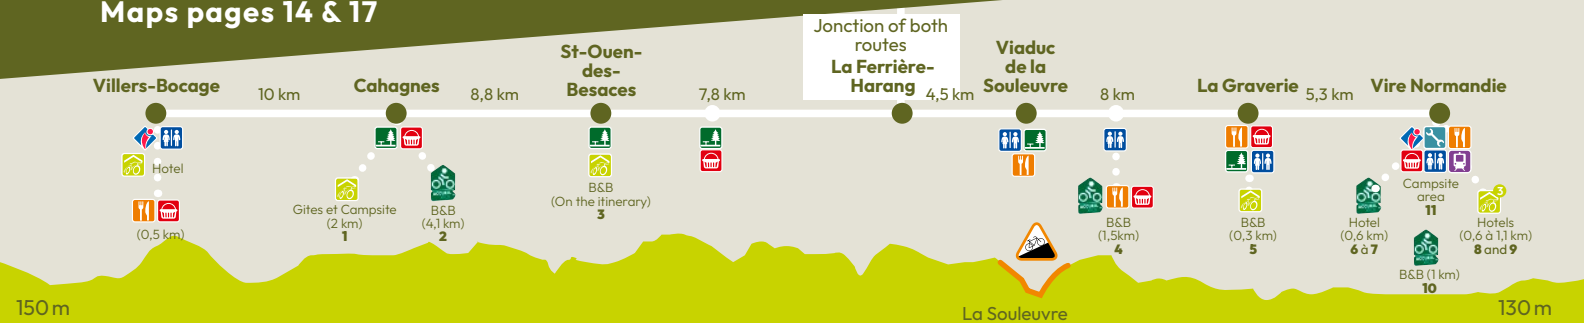 Maps pages 14 & 17
Jonction of both
routes
La Ferrière-
Harang
Villers-Bocage
10 km
Cahagnes
8,8 km
St-Ouen-
des-
Besaces
7,8 km
4,5 km
Viaduc
de la
Souleuvre
8 km
La Graverie
5,3 km
Vire Normandie
Hotel
(0,5 km)
Gites et Campsite
(2 km)
1
B&B
(4,1 km)
2
B&B
(On the itinerary)
3
B&B
(1,5km)
4
B&B
(0,3 km)
5
Hotel
(0,6 km)
6 à 7
Campsite
area
11
B&B (1 km)
10
3
Hotels
(0,6 à 1,1 km)
8 and 9
150 m
La Souleuvre
130 m